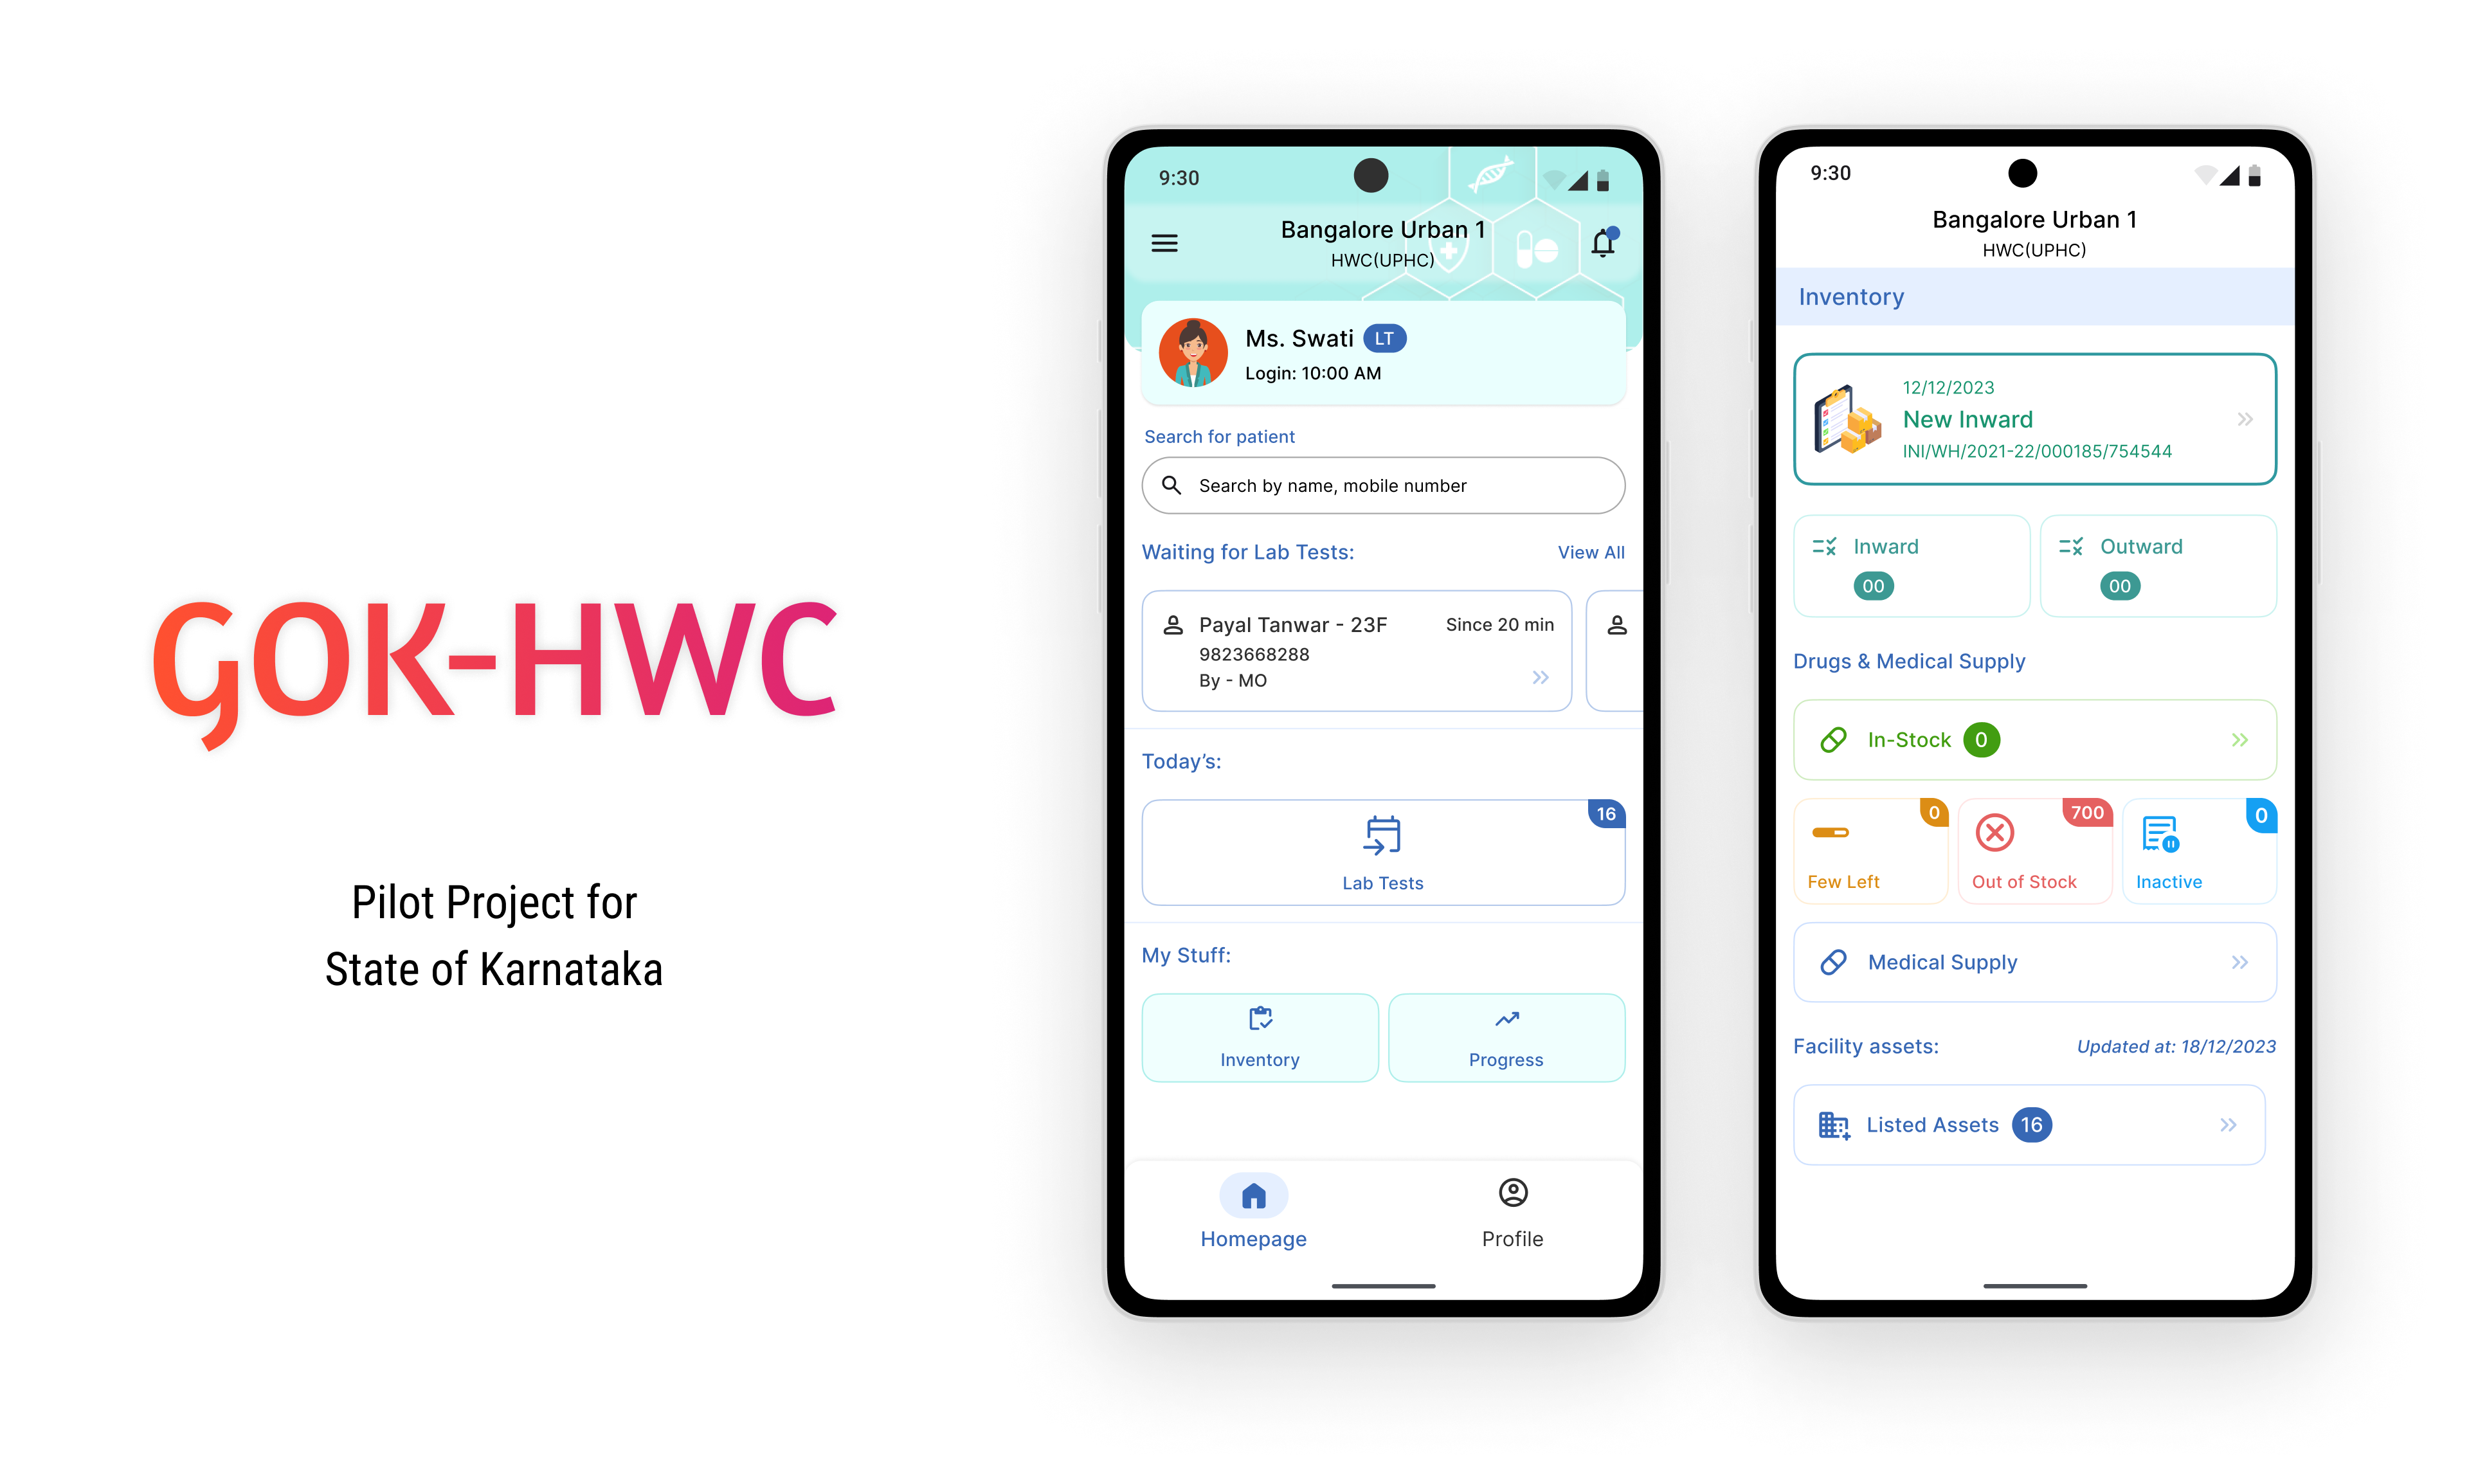 GOK-HWC
Pilot Project for
State of Karnataka
9:30
Bangalore Urban 1
HWC(UPHC)
Ms. Swati LT
Login: 10:00 AM
Search for patient
Search by name, mobile number
Waiting for Lab Tests: View All
Payal Tanwar - 23F Since 20 min
9823668288
By - MO
Today's:
16
Lab Tests
My Stuff:
Inventory Progress
Homepage Profile
9:30
Bangalore Urban 1
HWC(UPHC)
Inventory
12/12/2023
New Inward
INI/WH/2021-22/000185/754544
Inward Outward
00 00
Drugs & Medical Supply
In-Stock 0
0 700 0
Few Left Out of Stock Inactive
Medical Supply
Facility assets: Updated at: 18/12/2023
Listed Assets 16